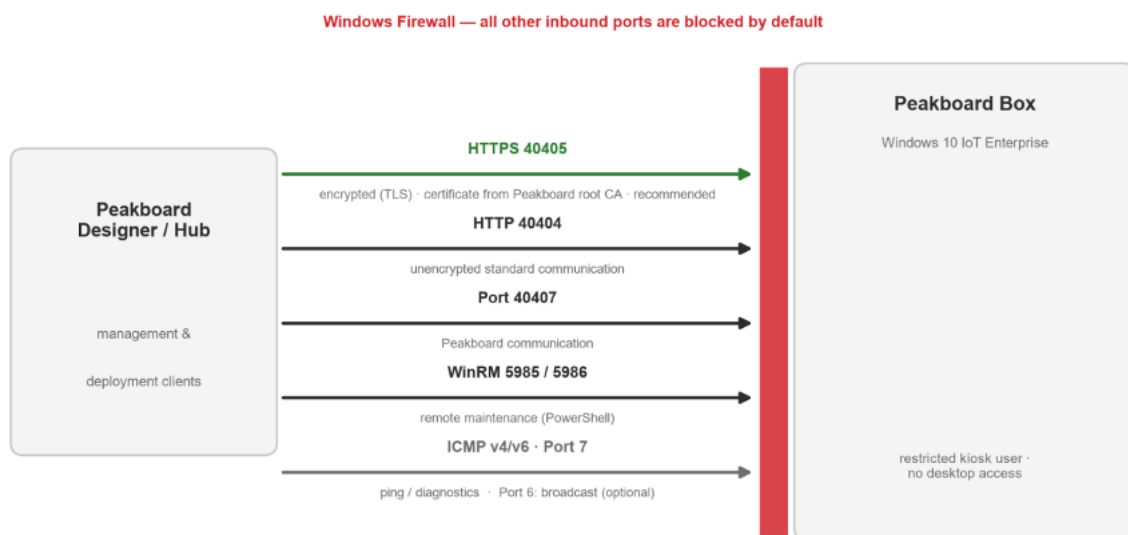 Windows Firewall — all other inbound ports are blocked by default
Peakboard Box
Windows 10 IoT Enterprise
HTTPS 40405
encrypted (TLS) · certificate from Peakboard root CA · recommended
Peakboard
Designer / Hub
HTTP 40404
unencrypted standard communication
Port 40407
management &
Peakboard communication
WinRM 5985 / 5986
deployment clients
remote maintenance (PowerShell)
ICMP v4/v6 · Port 7
restricted kiosk user ·
no desktop access
ping / diagnostics · Port 6: broadcast (optional)